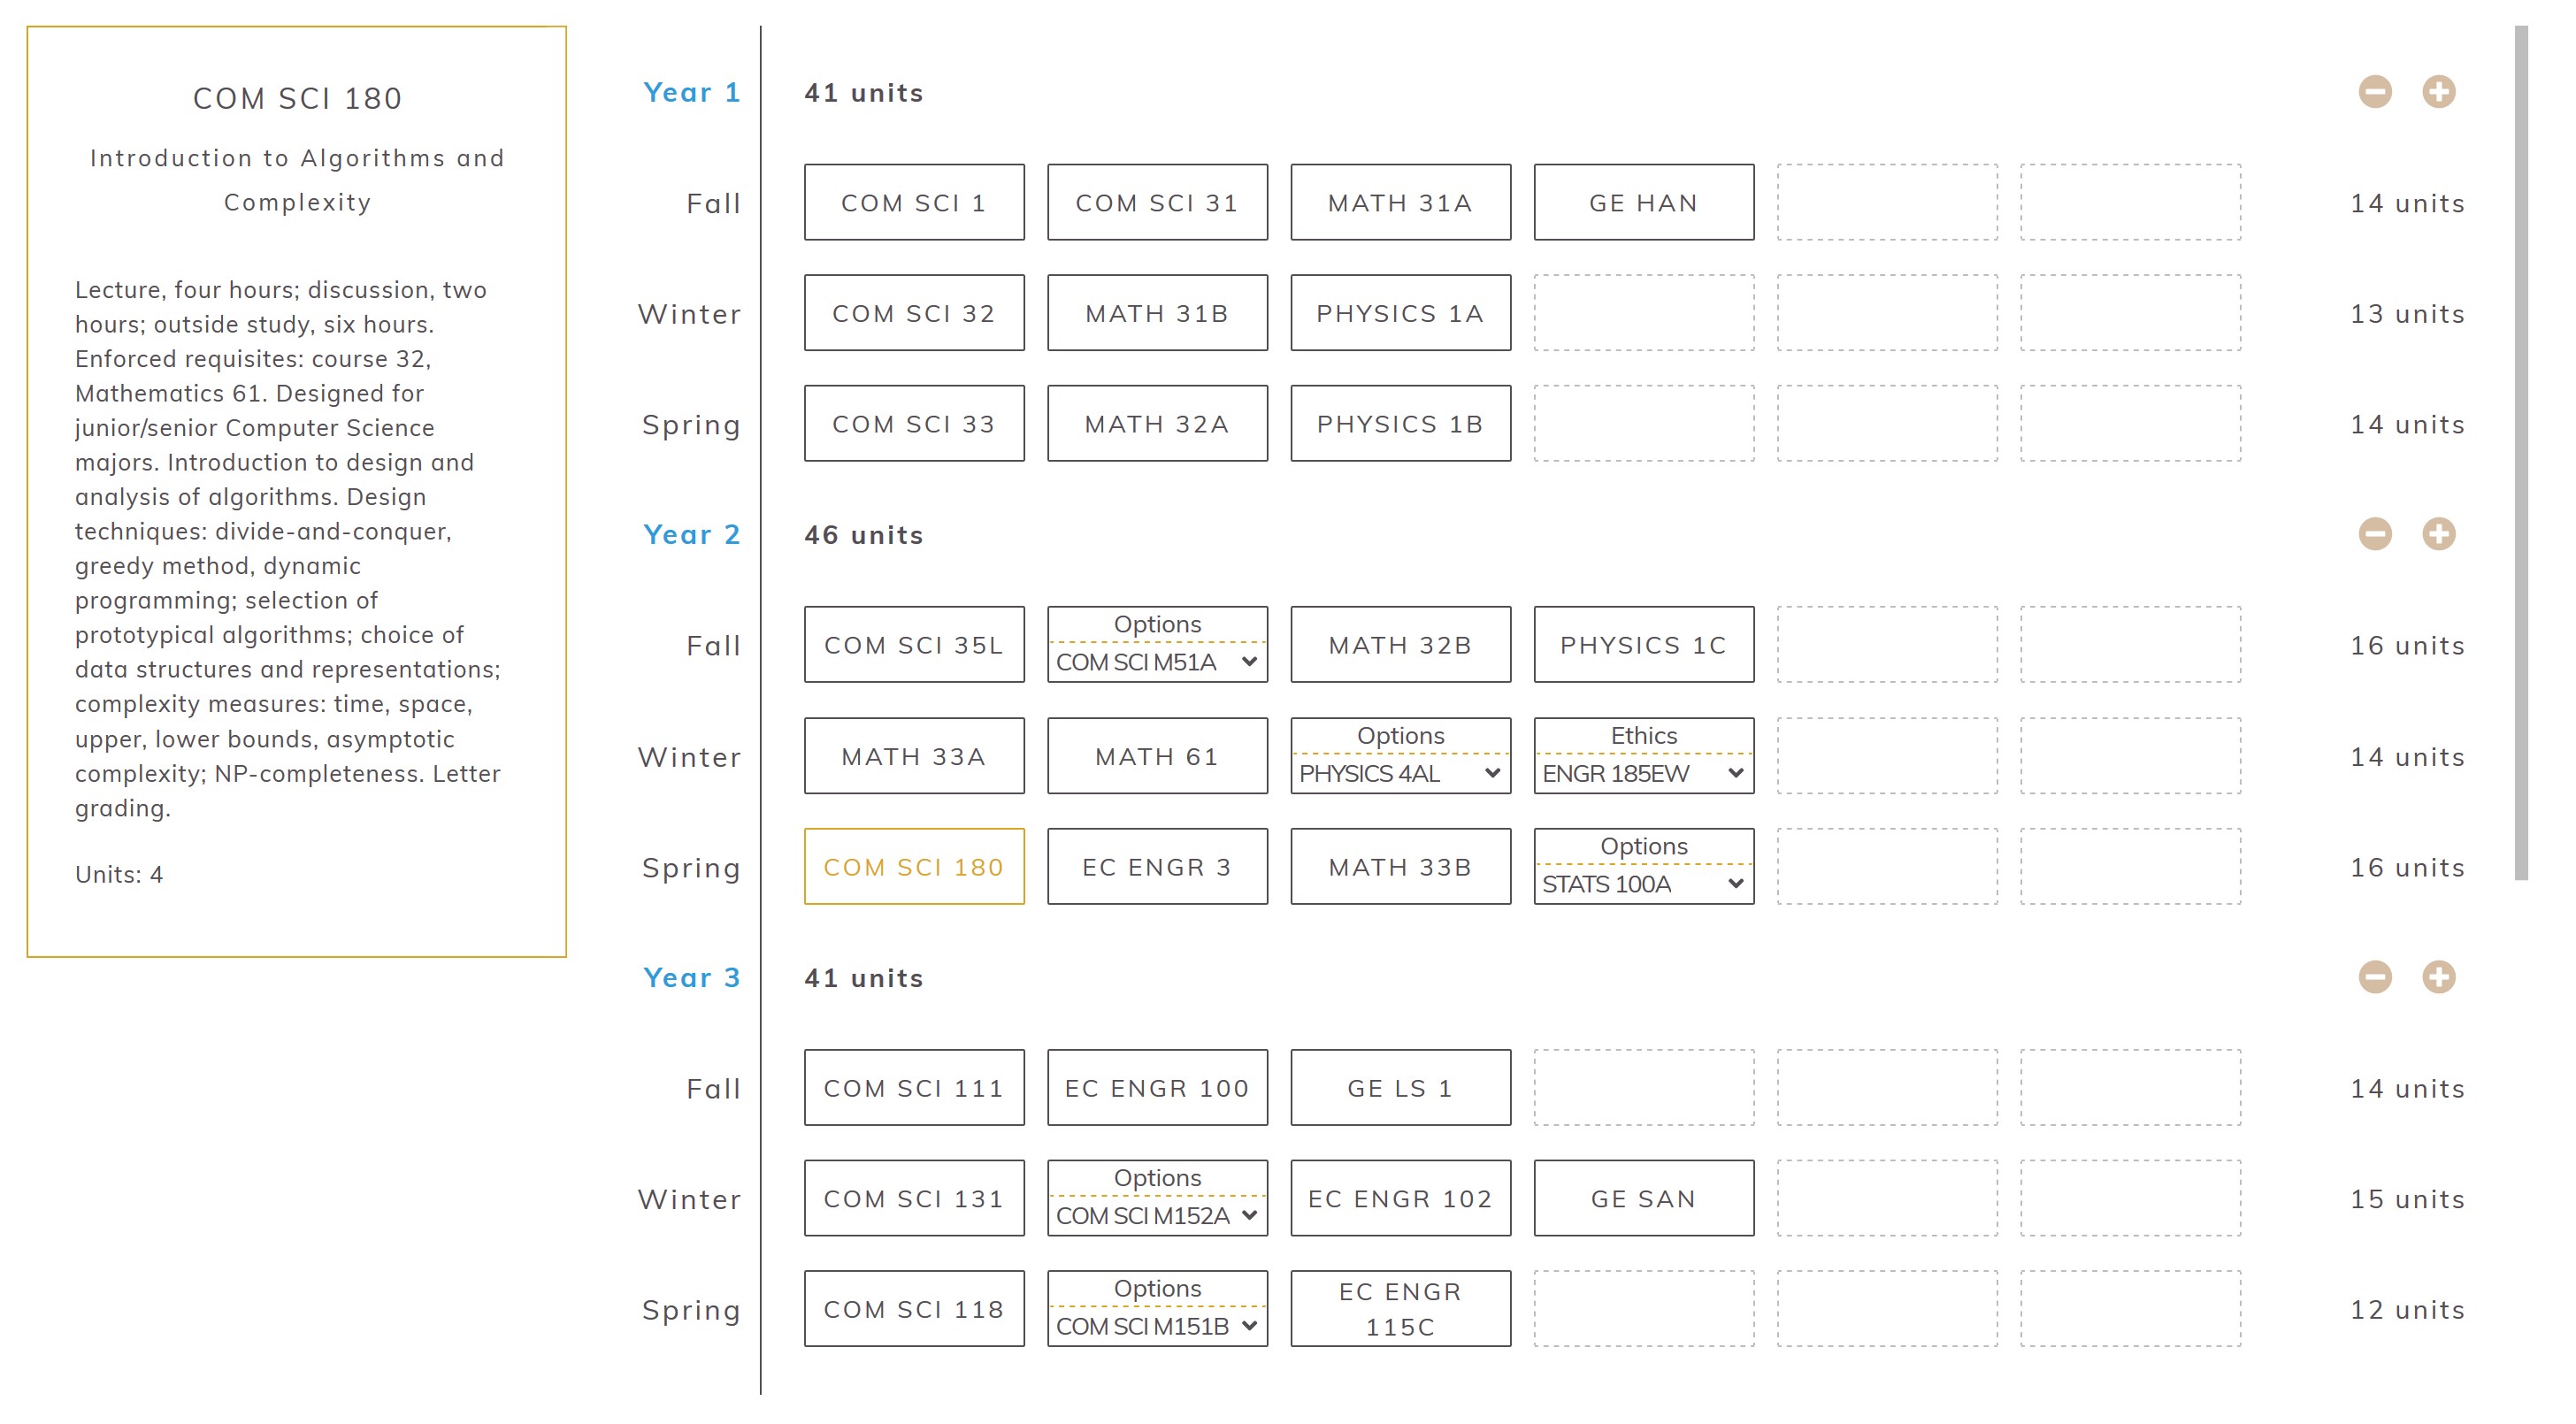 COM SCI 180
Introduction to Algorithms and
Complexity
Lecture, four hours; discussion, two
hours; outside study, six hours.
Enforced requisites: course 32,
Mathematics 61. Designed for
junior/senior Computer Science
majors. Introduction to design and
analysis of algorithms. Design
techniques: divide-and-conquer,
greedy method, dynamic
programming; selection of
prototypical algorithms; choice of
data structures and representations;
complexity measures: time, space,
upper, lower bounds, asymptotic
complexity; NP-completeness. Letter
grading.
Units: 4
Year 1 41 units
Fall COM SCI 1 COM SCI 31 MATH 31A GE HAN 14 units
Winter COM SCI 32 MATH 31B PHYSICS 1A 13 units
Spring COM SCI 33 MATH 32A PHYSICS 1B 14 units
Year 2 46 units
Options
Fall COM SCI 35L COM SCI M51A MATH 32B PHYSICS 1C 16 units
Options Ethics
Winter MATH 33A MATH 61 PHYSICS 4AL ENGR 185EW 14 units
Options
Spring COM SCI 180 EC ENGR 3 MATH 33B STATS 100A 16 units
Year 3 41 units
Fall COM SCI 111 EC ENGR 100 GE LS 1 14 units
Options
Winter COM SCI 131 COM SCI M152A EC ENGR 102 GE SAN 15 units
Options
Spring COM SCI 118 COM SCI M151B EC ENGR 115C 12 units